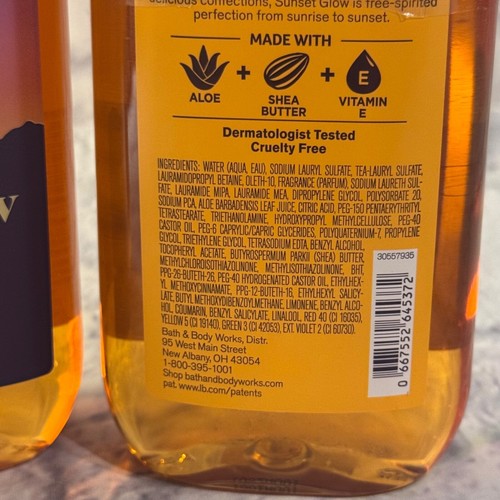 delicious confections, Sunset Glow is free-spirited
perfection from sunrise to sunset.
MADE WITH
ALOE + SHEA BUTTER + VITAMIN E
E
Dermatologist Tested
Cruelty Free
INGREDIENTS: WATER (AQUA, EAU), SODIUM LAURYL SULFATE, TEA-LAURYL SULFATE,
LAURAMIDOPROPYL BETAINE, OLETH-10, FRAGRANCE (PARFUM), SODIUM LAURETH SUL-
FATE, LAURAMIDE MIPA, LAURAMIDE MEA, DIPROPYLENE GLYCOL, POLYSORBATE 20,
SODIUM PCA, ALOE BARBADENSIS LEAF JUICE, CITRIC ACID, PEG-150 PENTAERYTHRITYL
TETRASTEARATE, TRIETHANOLAMINE, HYDROXYPROPYL METHYLCELLULOSE, PEG-40
CASTOR OIL, PEG-6 CAPRYLIC/CAPRIC GLYCERIDES, POLYQUATERNIUM-7, PROPYLENE
GLYCOL, TRIETHYLENE GLYCOL, TETRASODIUM EDTA, BENZYL ALCOHOL,
TOCOPHERYL ACETATE, BUTYROSPERMUM PARKII (SHEA) BUTTER,
METHYLCHLOROISOTHIAZOLINONE, METHYLISOTHIAZOLINONE, BHT,
PPG-26-BUTETH-26, PEG-40 HYDROGENATED CASTOR OIL, ETHYLHEX-
YL METHOXYCINNAMATE, PPG-12-BUTETH-16, ETHYLHEXYL SALICY-
LATE, BUTYL METHOXYDIBENZOYLMETHANE, LIMONENE, BENZYL ALCO-
HOL, COUMARIN, BENZYL SALICYLATE, LINALOOL, RED 40 (CI 16035),
YELLOW 5 (CI 19140), GREEN 3 (CI 42053), EXT. VIOLET 2 (CI 60730).
Bath & Body Works, Distr.
95 West Main Street
New Albany, OH 43054
1-800-395-1001
Shop bathandbodyworks.com
pat. www.lb.com/patents
30557935
0 667552 645372